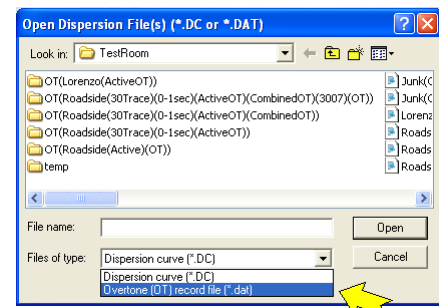 Open Dispersion File(s) (*.DC or *.DAT)
Look in: TestRoom
OT(Lorenzo(ActiveOT))
OT(Roadside(30Trace)(0-1sec)(ActiveOT)(CombinedOT)(3007)(OT))
OT(Roadside(30Trace)(0-1sec)(ActiveOT)(CombinedOT))
OT(Roadside(30Trace)(0-1sec)(ActiveOT))
OT(Roadside(Active)(OT))
temp
Junk(
Junk(
Lorenz
Roads
Roads
Roads
File name:
Open
Files of type: Dispersion curve (*.DC)
Cancel
Dispersion curve (*.DC)
Overtone (OT) record file (*.dat)